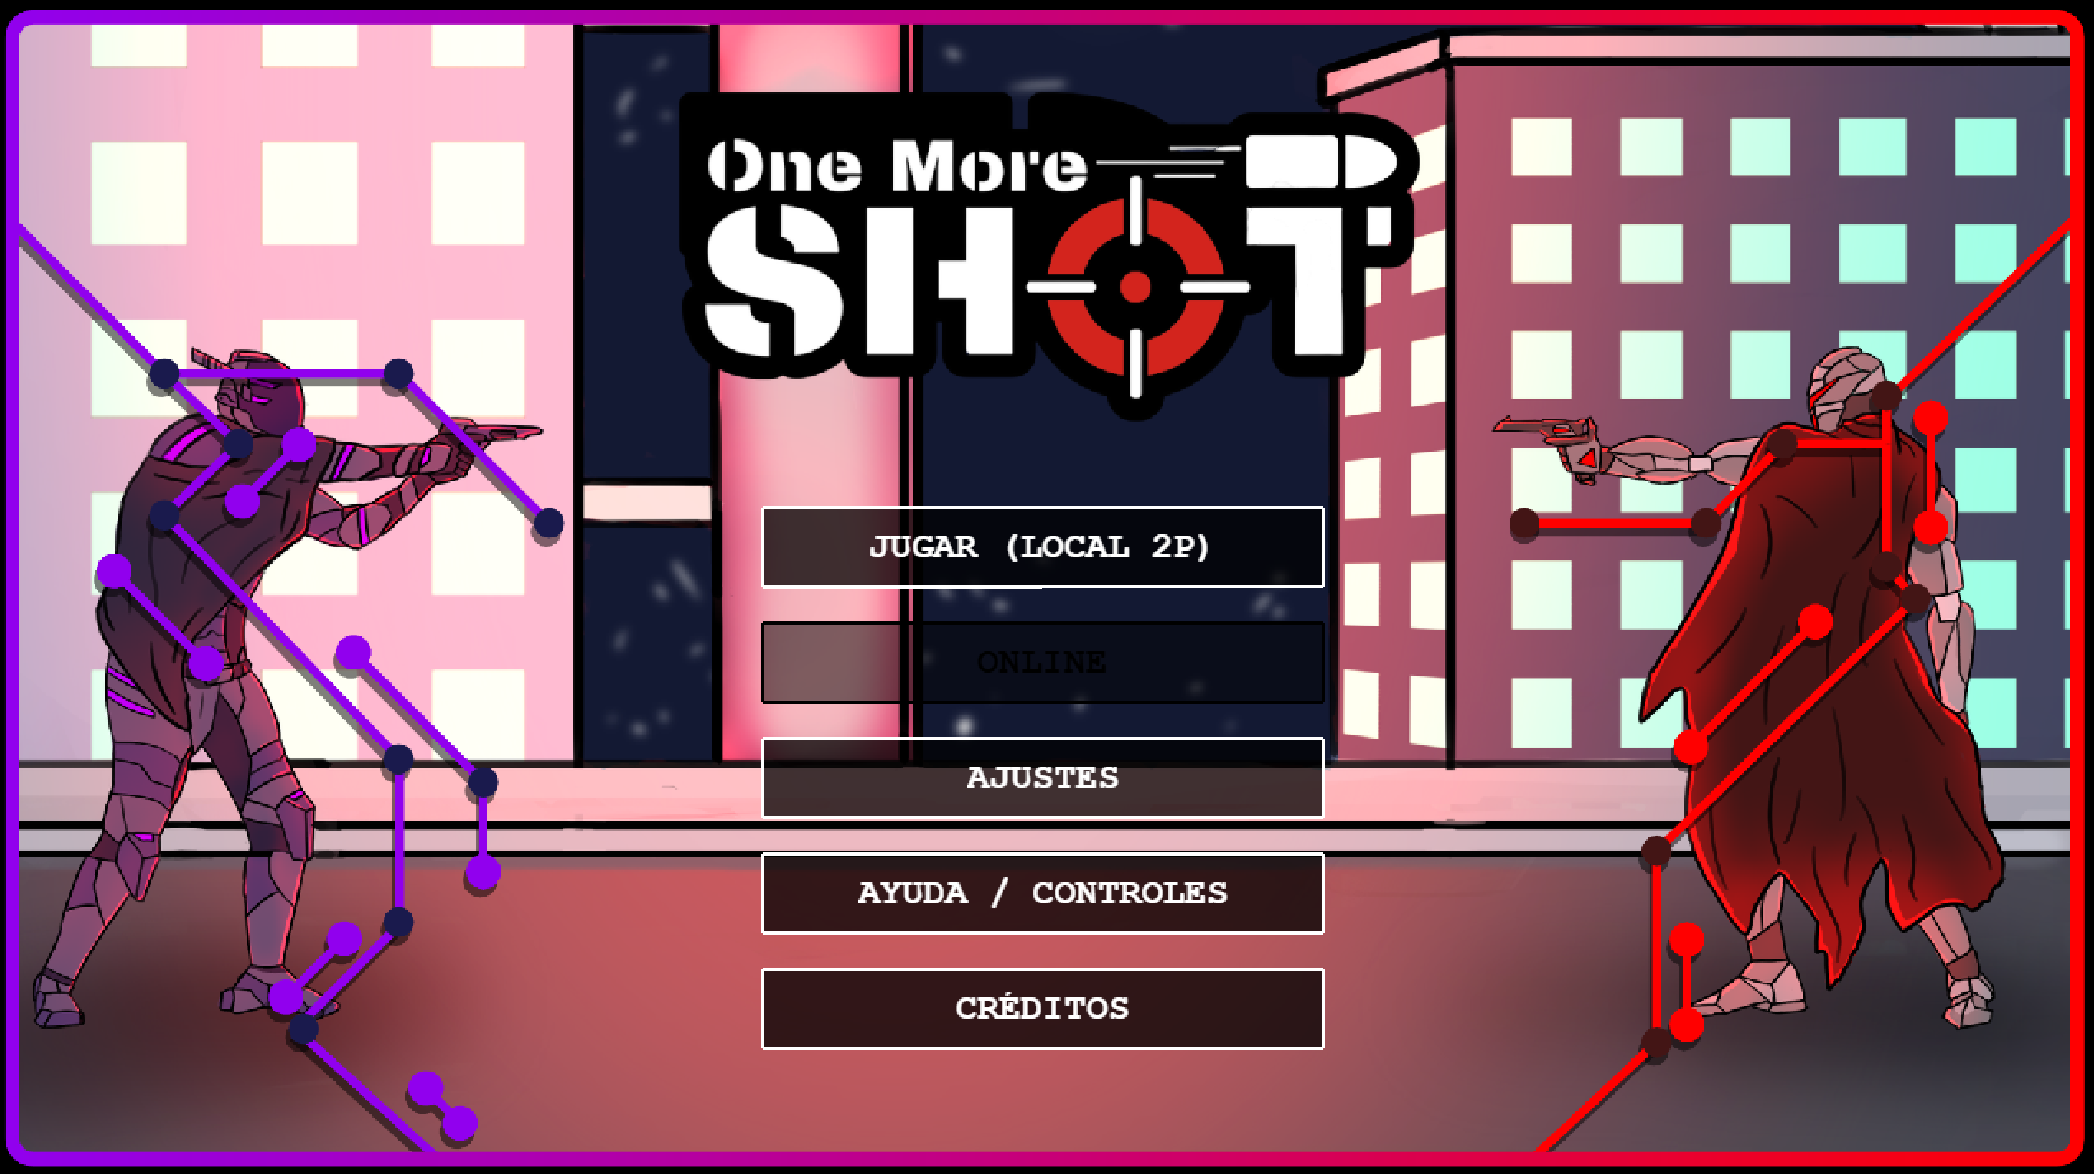 One More
SHOT
JUGAR (LOCAL 2P)
ONLINE
AJUSTES
AYUDA / CONTROLES
CRÉDITOS